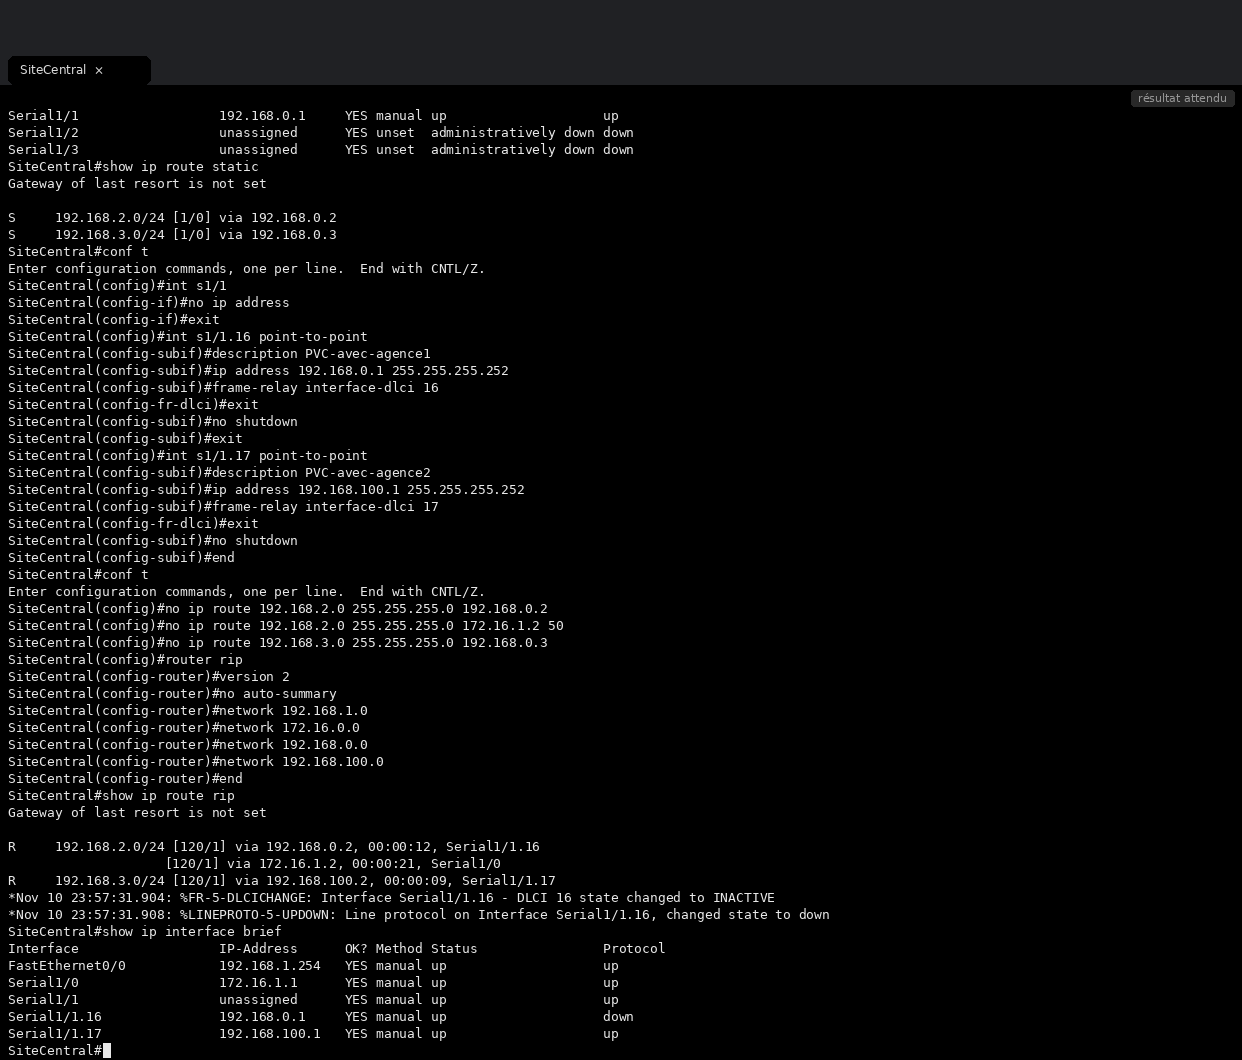 SiteCentral ×
résultat attendu
Serial1/1                  192.168.0.1     YES manual up                    up
Serial1/2                  unassigned      YES unset  administratively down down
Serial1/3                  unassigned      YES unset  administratively down down
SiteCentral#show ip route static
Gateway of last resort is not set

S     192.168.2.0/24 [1/0] via 192.168.0.2
S     192.168.3.0/24 [1/0] via 192.168.0.3
SiteCentral#conf t
Enter configuration commands, one per line.  End with CNTL/Z.
SiteCentral(config)#int s1/1
SiteCentral(config-if)#no ip address
SiteCentral(config-if)#exit
SiteCentral(config)#int s1/1.16 point-to-point
SiteCentral(config-subif)#description PVC-avec-agence1
SiteCentral(config-subif)#ip address 192.168.0.1 255.255.255.252
SiteCentral(config-subif)#frame-relay interface-dlci 16
SiteCentral(config-fr-dlci)#exit
SiteCentral(config-subif)#no shutdown
SiteCentral(config-subif)#exit
SiteCentral(config)#int s1/1.17 point-to-point
SiteCentral(config-subif)#description PVC-avec-agence2
SiteCentral(config-subif)#ip address 192.168.100.1 255.255.255.252
SiteCentral(config-subif)#frame-relay interface-dlci 17
SiteCentral(config-fr-dlci)#exit
SiteCentral(config-subif)#no shutdown
SiteCentral(config-subif)#end
SiteCentral#conf t
Enter configuration commands, one per line.  End with CNTL/Z.
SiteCentral(config)#no ip route 192.168.2.0 255.255.255.0 192.168.0.2
SiteCentral(config)#no ip route 192.168.2.0 255.255.255.0 172.16.1.2 50
SiteCentral(config)#no ip route 192.168.3.0 255.255.255.0 192.168.0.3
SiteCentral(config)#router rip
SiteCentral(config-router)#version 2
SiteCentral(config-router)#no auto-summary
SiteCentral(config-router)#network 192.168.1.0
SiteCentral(config-router)#network 172.16.0.0
SiteCentral(config-router)#network 192.168.0.0
SiteCentral(config-router)#network 192.168.100.0
SiteCentral(config-router)#end
SiteCentral#show ip route rip
Gateway of last resort is not set

R     192.168.2.0/24 [120/1] via 192.168.0.2, 00:00:12, Serial1/1.16
                    [120/1] via 172.16.1.2, 00:00:21, Serial1/0
R     192.168.3.0/24 [120/1] via 192.168.100.2, 00:00:09, Serial1/1.17
*Nov 10 23:57:31.904: %FR-5-DLCICHANGE: Interface Serial1/1.16 - DLCI 16 state changed to INACTIVE
*Nov 10 23:57:31.908: %LINEPROTO-5-UPDOWN: Line protocol on Interface Serial1/1.16, changed state to down
SiteCentral#show ip interface brief
Interface                  IP-Address      OK? Method Status                Protocol
FastEthernet0/0            192.168.1.254   YES manual up                    up
Serial1/0                  172.16.1.1      YES manual up                    up
Serial1/1                  unassigned      YES manual up                    up
Serial1/1.16               192.168.0.1     YES manual up                    down
Serial1/1.17               192.168.100.1   YES manual up                    up
SiteCentral#